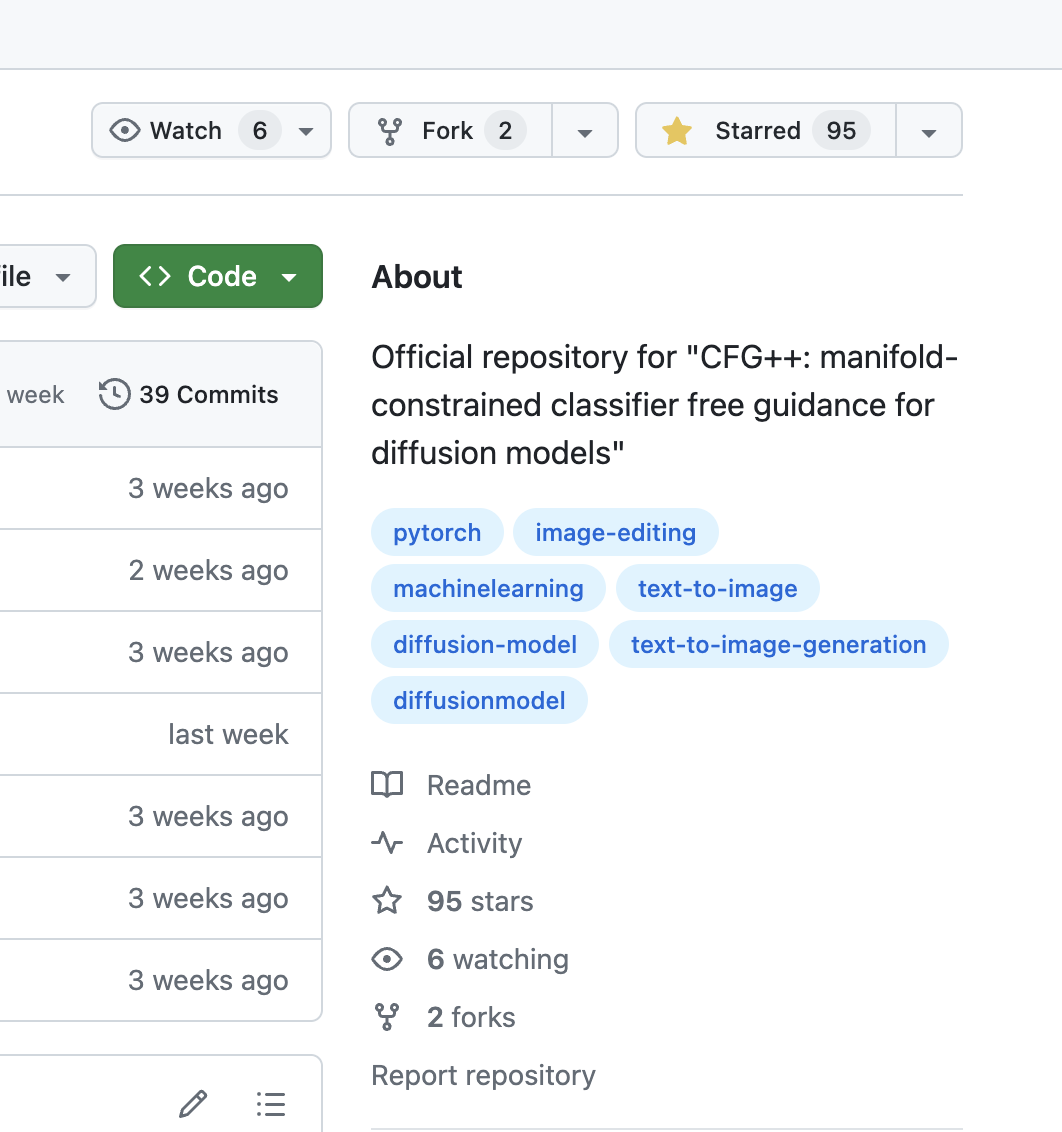 Watch 6
Fork 2
Starred 95
ile
Code
About
Official repository for "CFG++: manifold-
constrained classifier free guidance for
diffusion models"
week
39 Commits
3 weeks ago
2 weeks ago
3 weeks ago
last week
3 weeks ago
3 weeks ago
3 weeks ago
pytorch image-editing
machinelearning text-to-image
diffusion-model text-to-image-generation
diffusionmodel
Readme
Activity
95 stars
6 watching
2 forks
Report repository